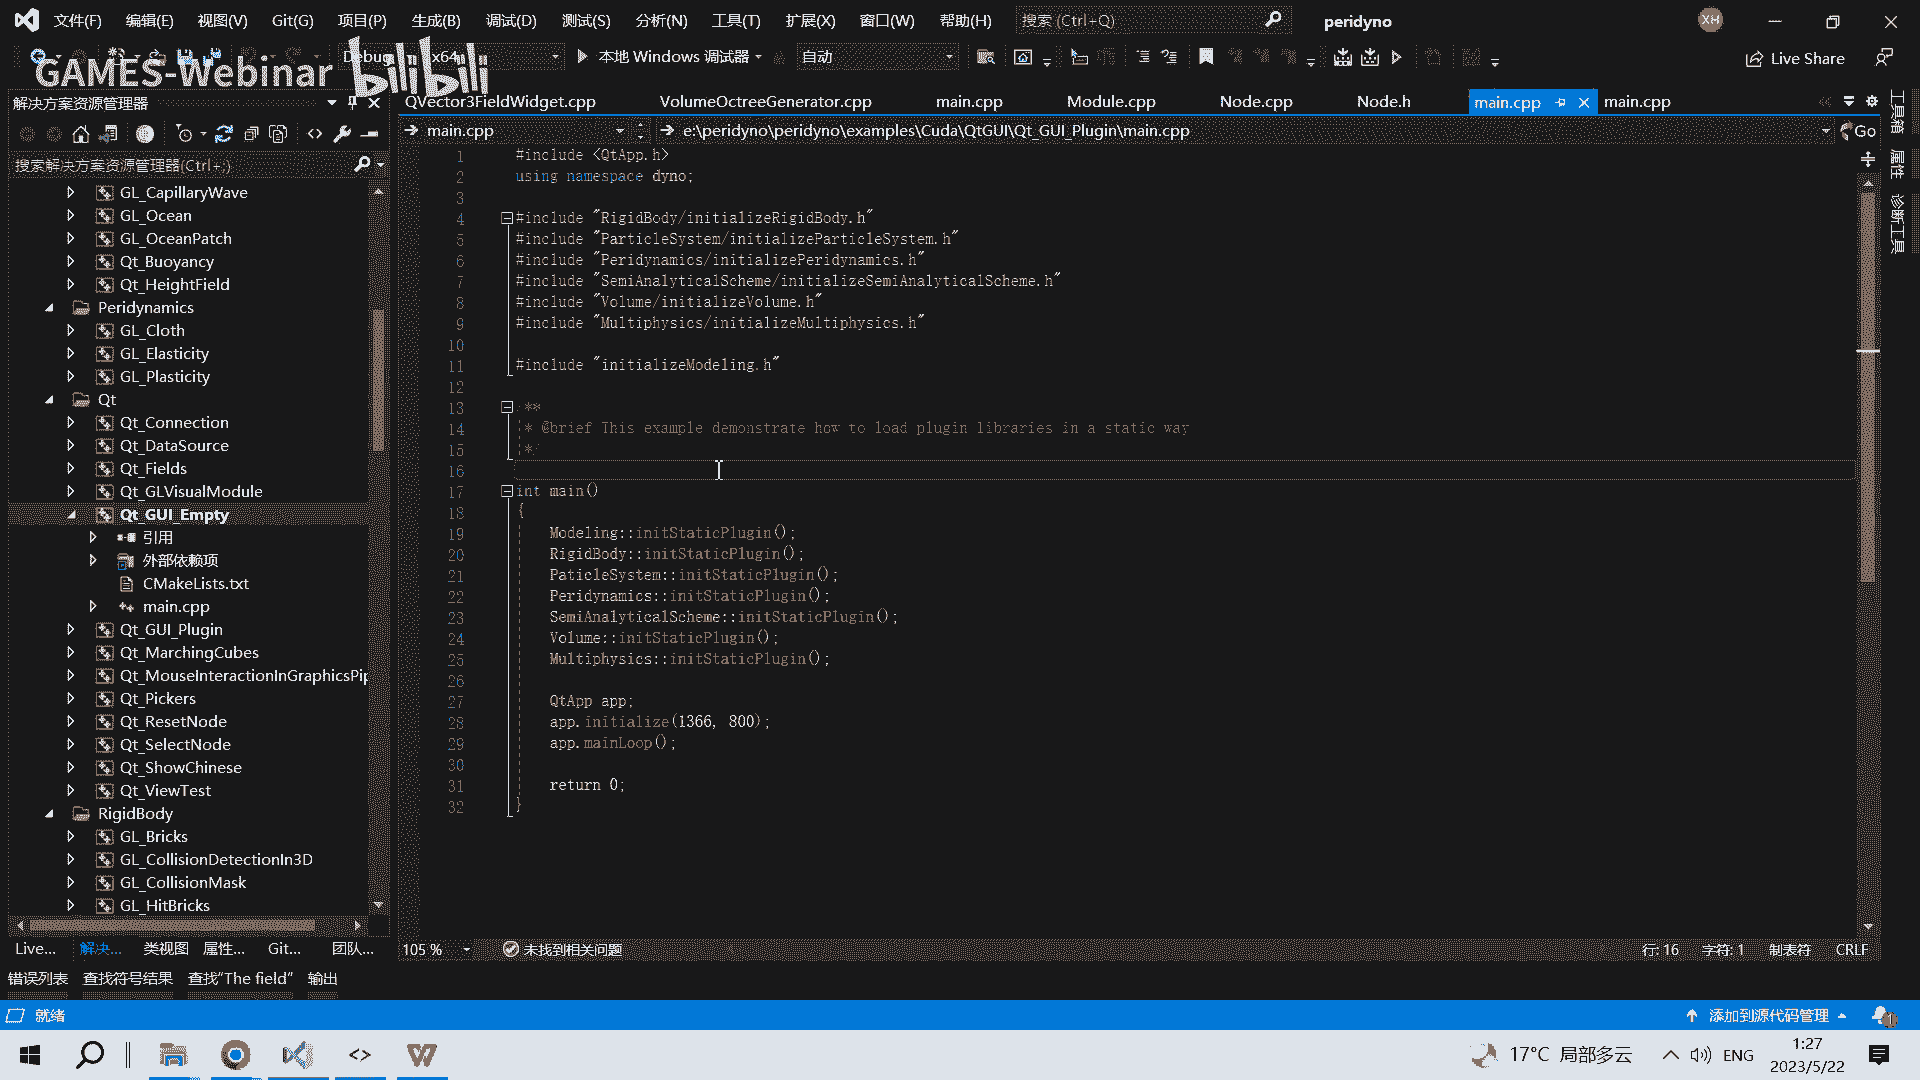 文件(F) 编辑(E) 视图(V) Git(G) 项目(P) 生成(B) 调试(D) 测试(S) 分析(N) 工具(T) 扩展(X) 窗口(W) 帮助(H) 搜索 (Ctrl+Q) peridyno XH
Debug x64 本地 Windows 调试器 自动 Live Share
GAMES-Webinar bilibili
解决方案资源管理器
QVector3FieldWidget.cpp VolumeOctreeGenerator.cpp main.cpp Module.cpp Node.cpp Node.h main.cpp main.cpp
main.cpp e:\peridyno\peridyno\examples\Cuda\QtGUI\Qt_GUI_Plugin\main.cpp Go
搜索解决方案资源管理器(Ctrl+;)
GL_CapillaryWave
GL_Ocean
GL_OceanPatch
Qt_Buoyancy
Qt_HeightField
Peridynamics
GL_Cloth
GL_Elasticity
GL_Plasticity
Qt
Qt_Connection
Qt_DataSource
Qt_Fields
Qt_GLVisualModule
Qt_GUI_Empty
引用
外部依赖项
CMakeLists.txt
main.cpp
Qt_GUI_Plugin
Qt_MarchingCubes
Qt_MouseInteractionInGraphicsPip
Qt_Pickers
Qt_ResetNode
Qt_SelectNode
Qt_ShowChinese
Qt_ViewTest
RigidBody
GL_Bricks
GL_CollisionDetectionIn3D
GL_CollisionMask
GL_HitBricks
Live... 解决... 类视图 属性... Git... 团队...
1 #include <QtApp.h>
2 using namespace dyno;
3
4 #include "RigidBody/initializeRigidBody.h"
5 #include "ParticleSystem/initializeParticleSystem.h"
6 #include "Peridynamics/initializePeridynamics.h"
7 #include "SemiAnalyticalScheme/initializeSemiAnalyticalScheme.h"
8 #include "Volume/initializeVolume.h"
9 #include "Multiphysics/initializeMultiphysics.h"
10
11 #include "initializeModeling.h"
12
13 /**
14 * @brief This example demonstrate how to load plugin libraries in a static way
15 */
16
17 int main()
18 {
19 Modeling::initStaticPlugin();
20 RigidBody::initStaticPlugin();
21 PaticleSystem::initStaticPlugin();
22 Peridynamics::initStaticPlugin();
23 SemiAnalyticalScheme::initStaticPlugin();
24 Volume::initStaticPlugin();
25 Multiphysics::initStaticPlugin();
26
27 QtApp app;
28 app.initialize(1366, 800);
29 app.mainLoop();
30
31 return 0;
32 }
工具箱
属性
诊断工具
105 % 未找到相关问题 行: 16 字符: 1 制表符 CRLF
错误列表 查找符号结果 查找"The field" 输出
就绪 添加到源代码管理 1
17°C 局部多云 ENG 1:27
2023/5/22